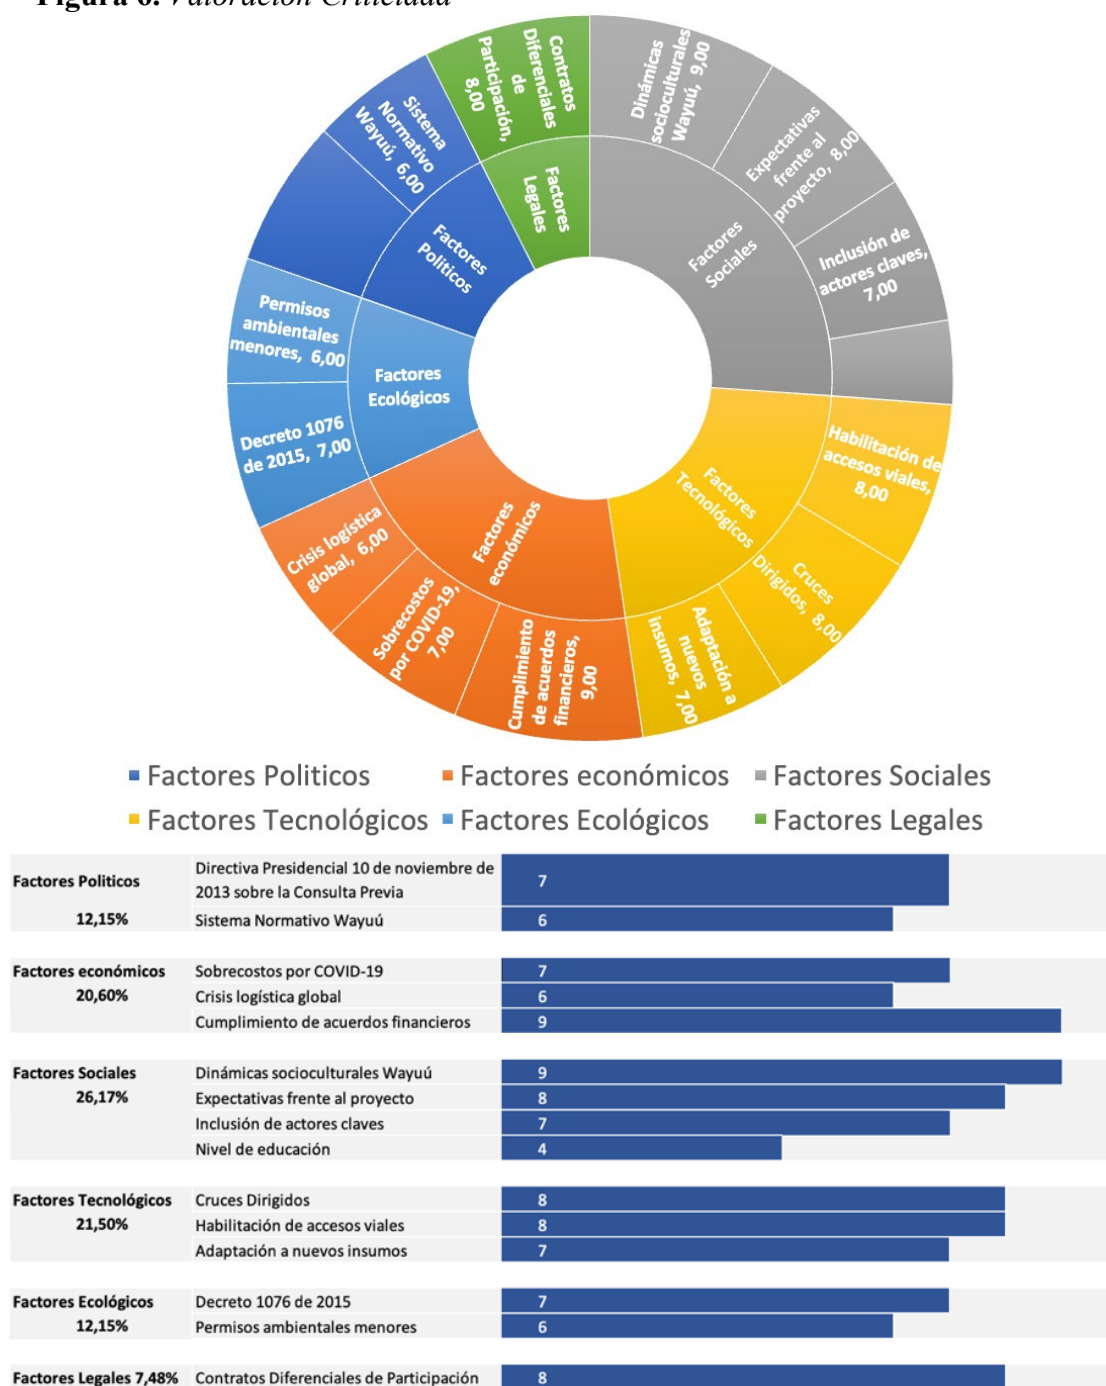 Figura 6. Valoración Criticidad
Contratos
Diferenciales
de
Participación,
8,00
Factores
Legales
Dinámicas
socioculturales
Wayuú, 9,00
Expectativas
frente al
proyecto, 8,00
Inclusión de
actores claves,
7,00
Factores
Sociales
Habilitación de
accesos viales,
8,00
Cruces
Dirigidos, 8,00
Adaptación a
nuevos
insumos, 7,00
Factores
Tecnológicos
Cumplimiento
de acuerdos
financieros,
9,00
Sobrecostos
por COVID-19,
7,00
Crisis logística
global, 6,00
Factores
económicos
Decreto 1076
de 2015, 7,00
Permisos
ambientales
menores, 6,00
Factores
Ecológicos
Sistema
Normativo
Wayuú, 6,00
Factores
Politicos
Factores Politicos Factores económicos Factores Sociales
Factores Tecnológicos Factores Ecológicos Factores Legales
Directiva Presidencial 10 de noviembre de
Factores Politicos 2013 sobre la Consulta Previa 7
12,15% Sistema Normativo Wayuú 6
Factores económicos Sobrecostos por COVID-19 7
20,60% Crisis logística global 6
Cumplimiento de acuerdos financieros 9
Factores Sociales Dinámicas socioculturales Wayuú 9
26,17% Expectativas frente al proyecto 8
Inclusión de actores claves 7
Nivel de educación 4
Factores Tecnológicos Cruces Dirigidos 8
21,50% Habilitación de accesos viales 8
Adaptación a nuevos insumos 7
Factores Ecológicos Decreto 1076 de 2015 7
12,15% Permisos ambientales menores 6
Factores Legales 7,48% Contratos Diferenciales de Participación 8